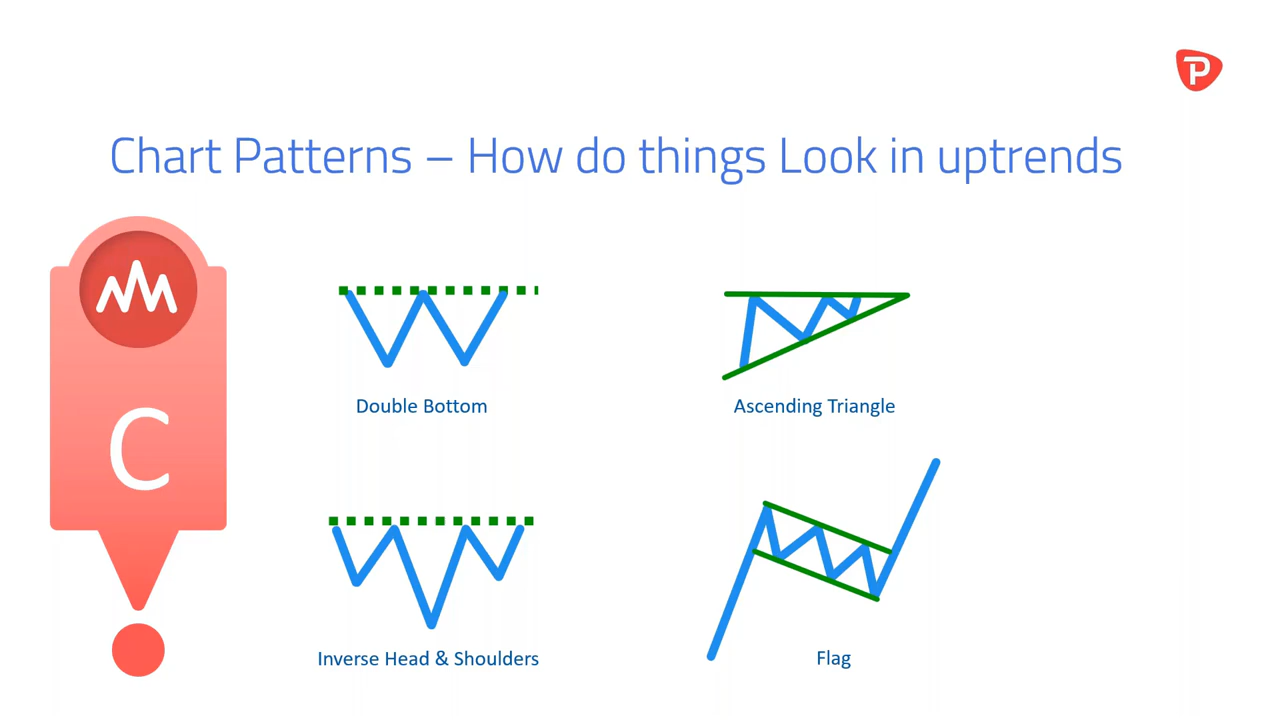 P
Chart Patterns – How do things Look in uptrends
C
Double Bottom
Ascending Triangle
Inverse Head & Shoulders
Flag